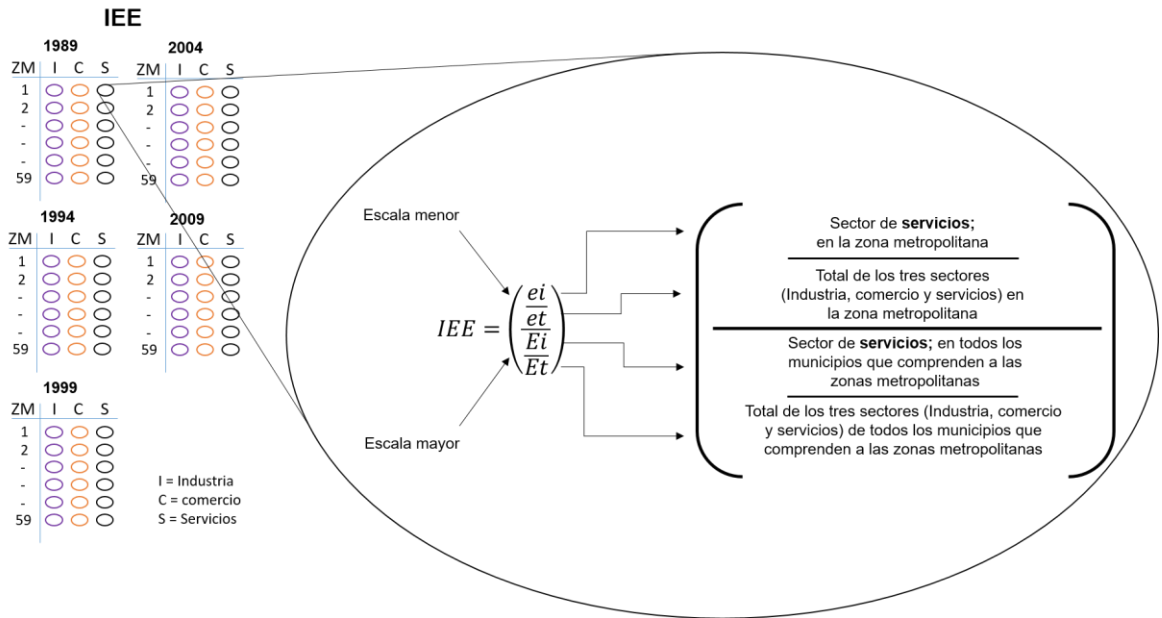 IEE
1989
ZM I C S
1
2
-
-
-
59
2004
ZM I C S
1
2
-
-
-
59
1994
ZM I C S
1
2
-
-
-
59
2009
ZM I C S
1
2
-
-
-
59
1999
ZM I C S
1
2
-
-
-
59
I = Industria
C = comercio
S = Servicios
Escala menor
IEE = (
ei
et
Ei
Et
)
Escala mayor
Sector de servicios;
en la zona metropolitana
Total de los tres sectores
(Industria, comercio y servicios) en
la zona metropolitana
Sector de servicios; en todos los
municipios que comprenden a las
zonas metropolitanas
Total de los tres sectores (Industria, comercio
y servicios) de todos los municipios que
comprenden a las zonas metropolitanas